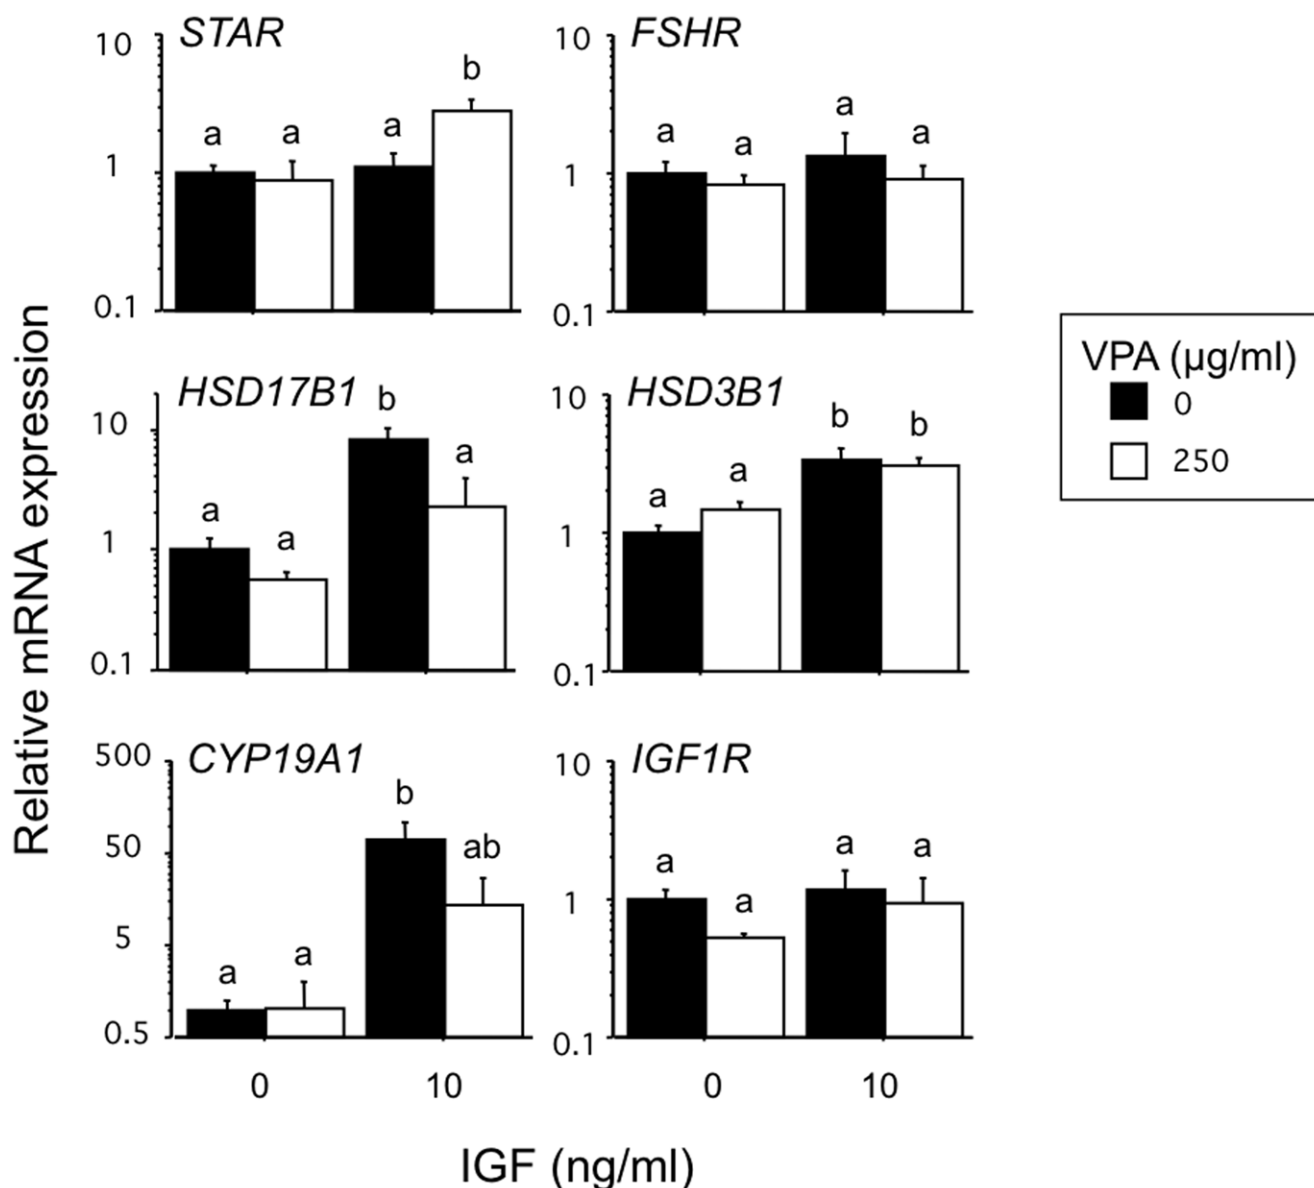 STAR
10
1
0.1
a
a
a
b
FSHR
10
1
0.1
a
a
a
a
HSD17B1
10
1
0.1
a
a
b
a
HSD3B1
10
1
0.1
a
a
b
b
CYP19A1
500
50
5
0.5
a
a
b
ab
0
10
IGF1R
10
1
0.1
a
a
a
a
0
10
Relative mRNA expression
IGF (ng/ml)
VPA (µg/ml)
0
250